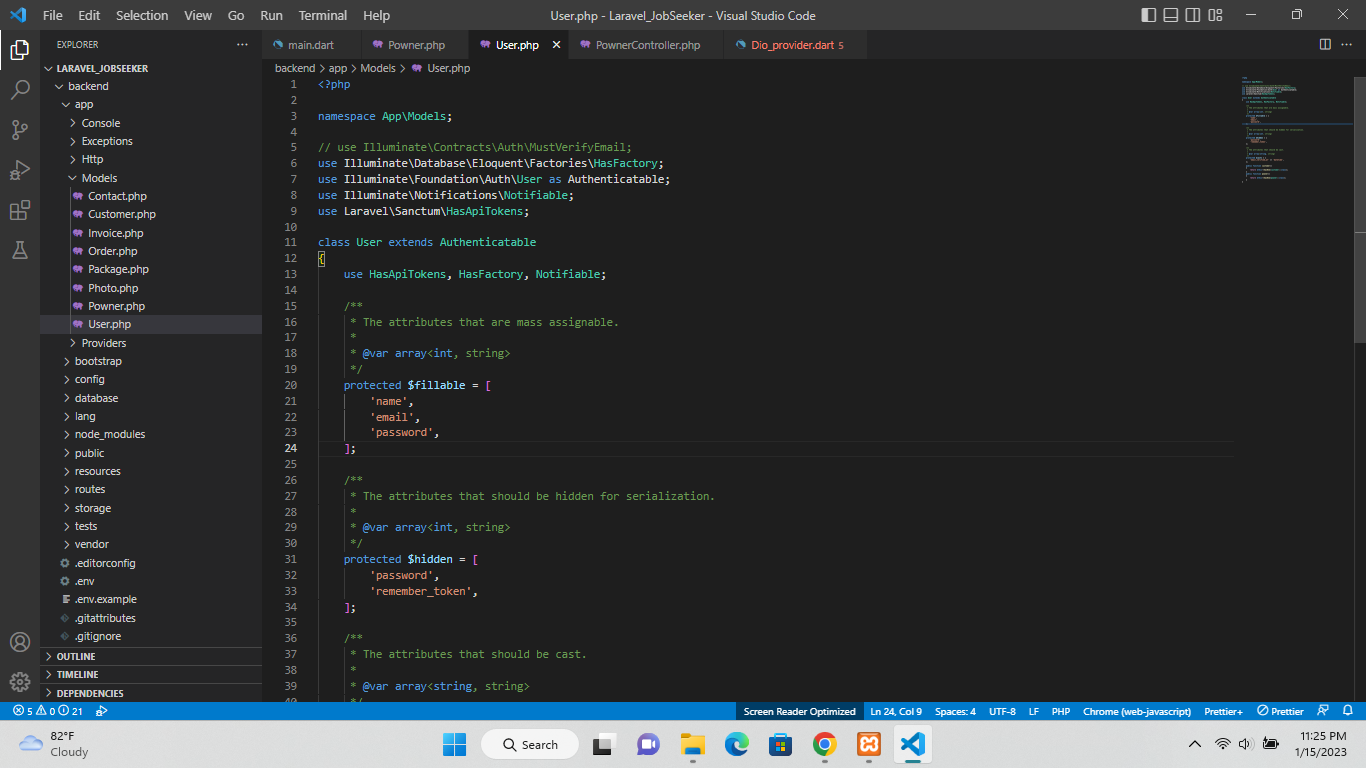 File Edit Selection View Go Run Terminal Help
User.php - Laravel_JobSeeker - Visual Studio Code
EXPLORER
LARAVEL_JOBSEEKER
backend
app
Console
Exceptions
Http
Models
Contact.php
Customer.php
Invoice.php
Order.php
Package.php
Photo.php
Powner.php
User.php
Providers
bootstrap
config
database
lang
node_modules
public
resources
routes
storage
tests
vendor
.editorconfig
.env
.env.example
.gitattributes
.gitignore
OUTLINE
TIMELINE
DEPENDENCIES
main.dart Powner.php User.php PownerController.php Dio_provider.dart 5
backend > app > Models > User.php
1 <?php
2
3 namespace App\Models;
4
5 // use Illuminate\Contracts\Auth\MustVerifyEmail;
6 use Illuminate\Database\Eloquent\Factories\HasFactory;
7 use Illuminate\Foundation\Auth\User as Authenticatable;
8 use Illuminate\Notifications\Notifiable;
9 use Laravel\Sanctum\HasApiTokens;
10
11 class User extends Authenticatable
12 {
13 use HasApiTokens, HasFactory, Notifiable;
14
15 /**
16 * The attributes that are mass assignable.
17 *
18 * @var array<int, string>
19 */
20 protected $fillable = [
21 'name',
22 'email',
23 'password',
24 ];
25
26 /**
27 * The attributes that should be hidden for serialization.
28 *
29 * @var array<int, string>
30 */
31 protected $hidden = [
32 'password',
33 'remember_token',
34 ];
35
36 /**
37 * The attributes that should be cast.
38 *
39 * @var array<string, string>
40 */
5 0 21
Screen Reader Optimized Ln 24, Col 9 Spaces: 4 UTF-8 LF PHP Chrome (web-javascript) Prettier+ Prettier
82°F
Cloudy
Search
11:25 PM
1/15/2023